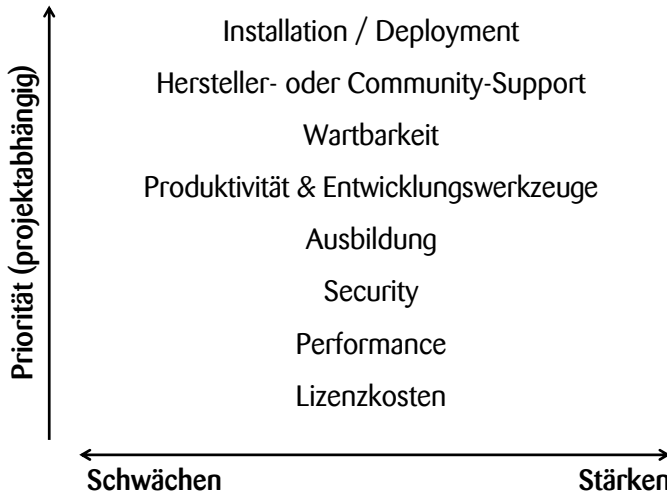 Installation / Deployment
Hersteller- oder Community-Support
Wartbarkeit
Produktivität & Entwicklungswerkzeuge
Ausbildung
Security
Performance
Lizenzkosten
Priorität (projektabhängig)
Schwächen Stärken